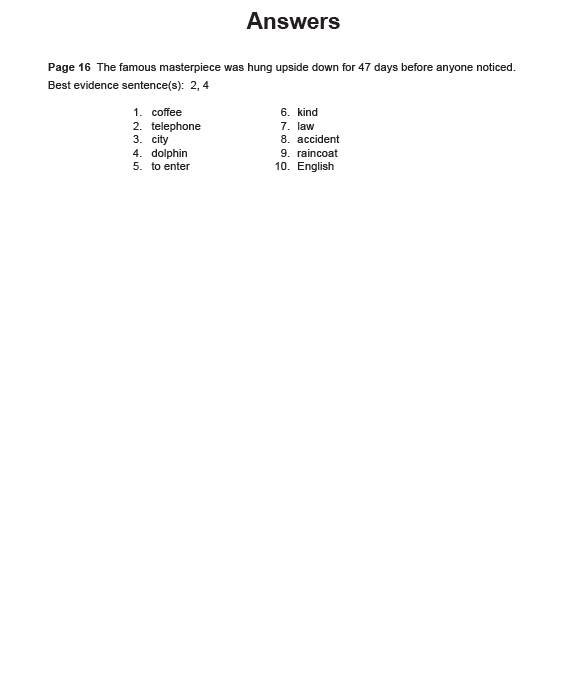 Answers
Page 16 The famous masterpiece was hung upside down for 47 days before anyone noticed.
Best evidence sentence(s): 2, 4
1. coffee
2. telephone
3. city
4. dolphin
5. to enter
6. kind
7. law
8. accident
9. raincoat
10. English